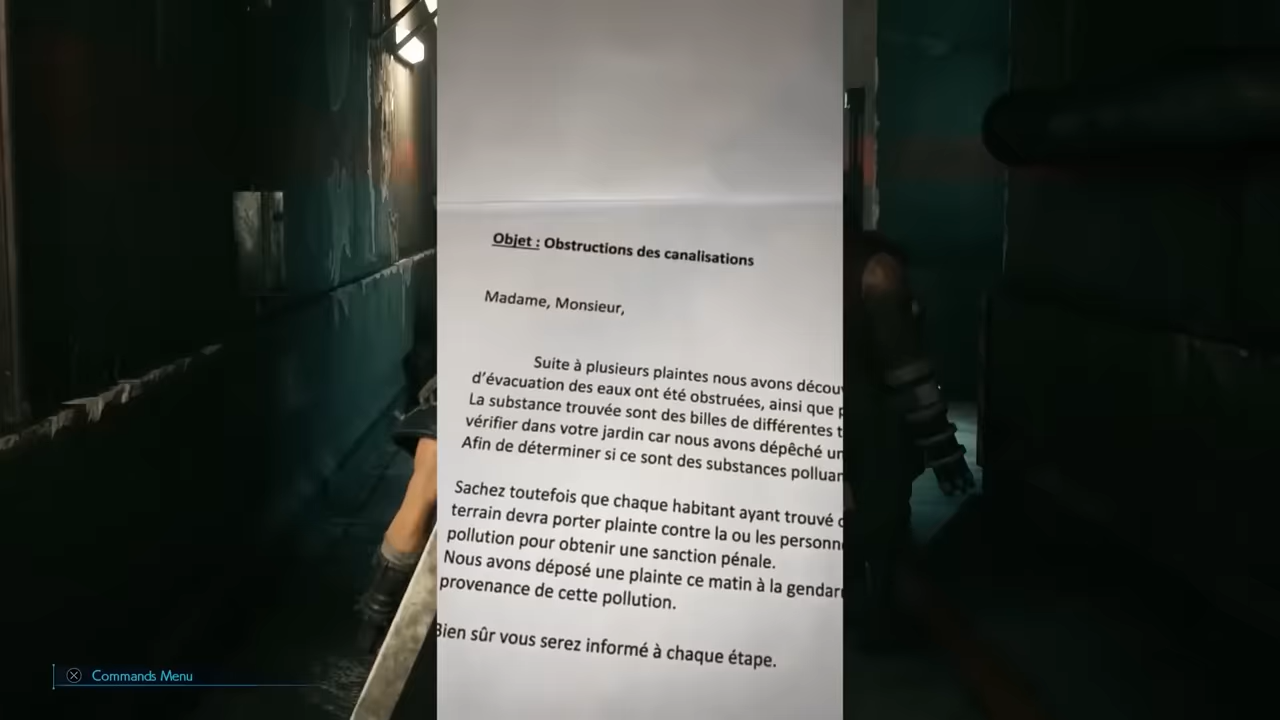 Objet : Obstructions des canalisations
Madame, Monsieur,
Suite à plusieurs plaintes nous avons décou
d'évacuation des eaux ont été obstruées, ainsi que
La substance trouvée sont des billes de différentes
vérifier dans votre jardin car nous avons dépêché
Afin de déterminer si ce sont des substances polluan
Sachez toutefois que chaque habitant ayant trouvé
terrain devra porter plainte contre la ou les personn
pollution pour obtenir une sanction pénale.
Nous avons déposé une plainte ce matin à la gendar
provenance de cette pollution.
Bien sûr vous serez informé à chaque étape.
Commands Menu